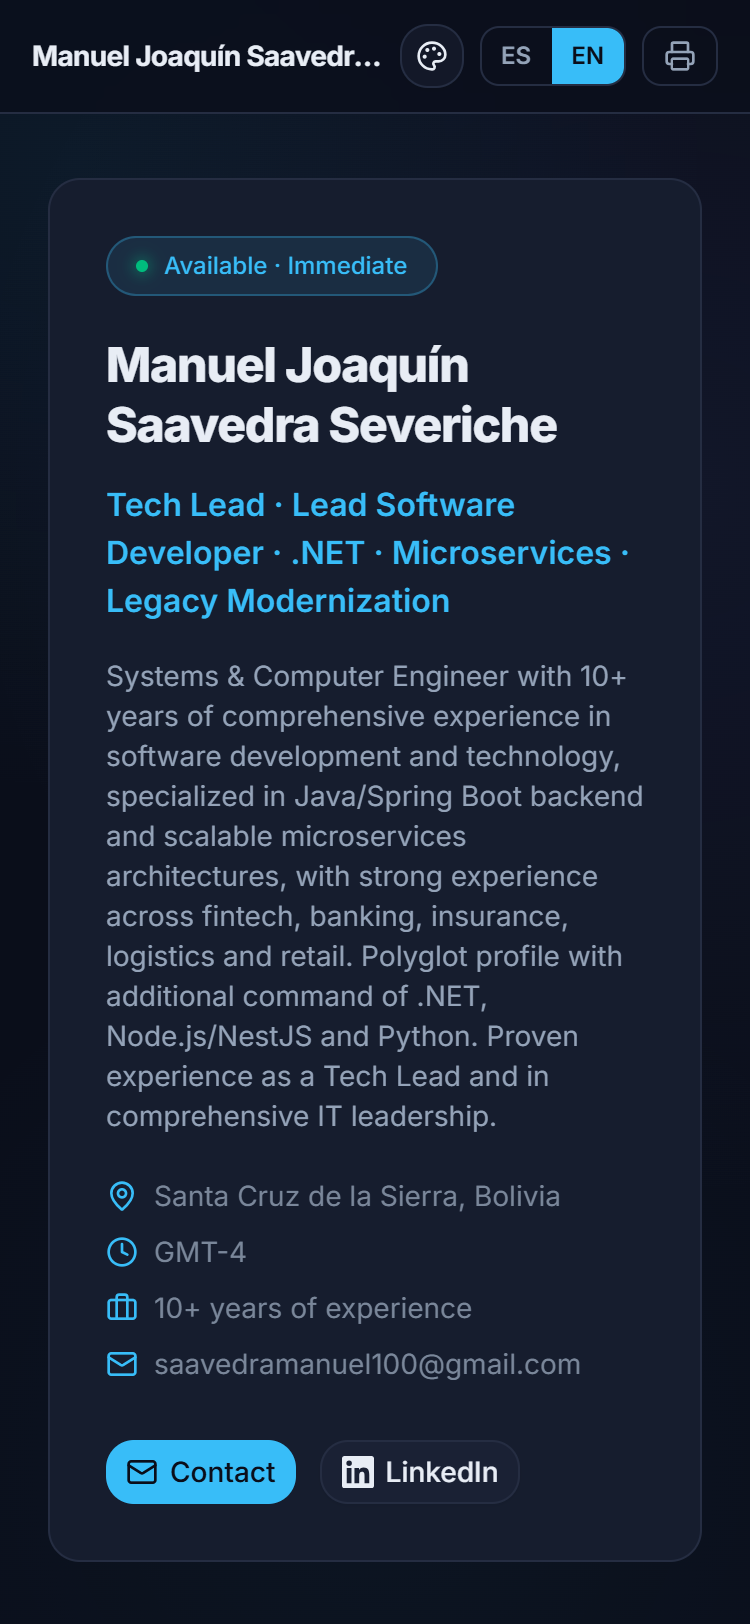 Manuel Joaquín Saavedr...
ES
EN
Available · Immediate
Manuel Joaquín
Saavedra Severiche
Tech Lead · Lead Software
Developer · .NET · Microservices ·
Legacy Modernization
Systems & Computer Engineer with 10+
years of comprehensive experience in
software development and technology,
specialized in Java/Spring Boot backend
and scalable microservices
architectures, with strong experience
across fintech, banking, insurance,
logistics and retail. Polyglot profile with
additional command of .NET,
Node.js/NestJS and Python. Proven
experience as a Tech Lead and in
comprehensive IT leadership.
Santa Cruz de la Sierra, Bolivia
GMT-4
10+ years of experience
saavedramanuel100@gmail.com
Contact
in LinkedIn